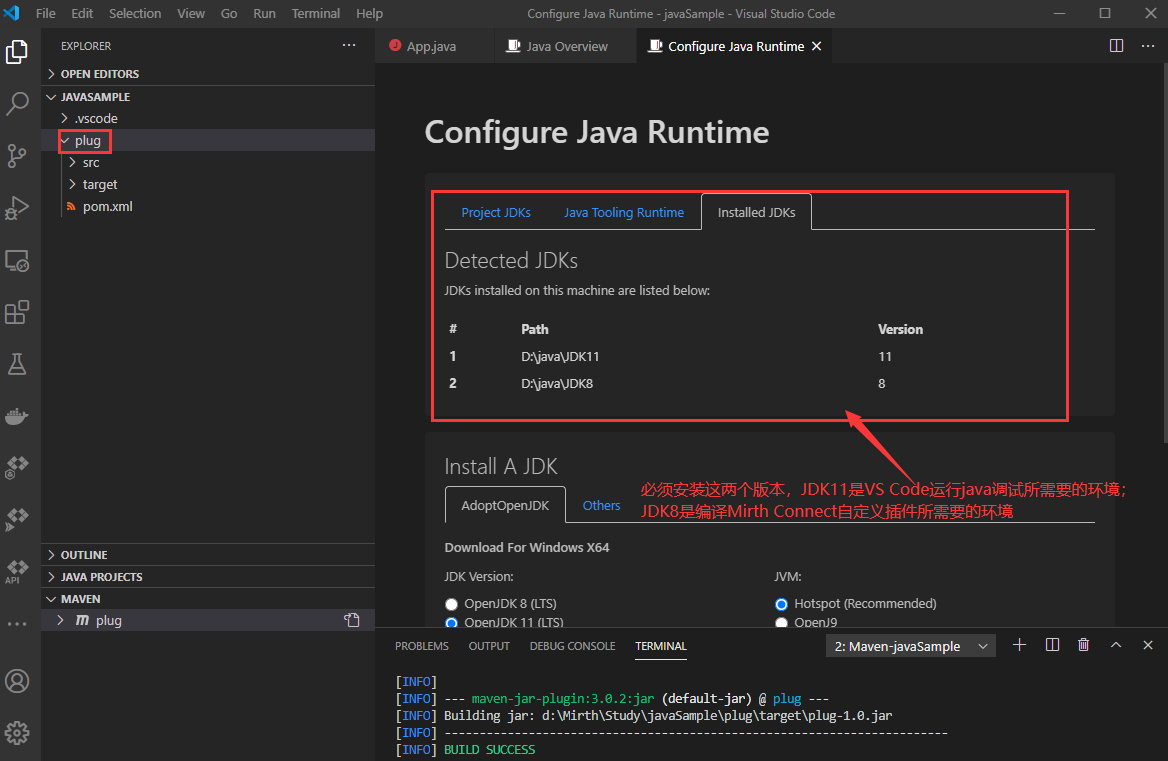 File Edit Selection View Go Run Terminal Help Configure Java Runtime - javaSample - Visual Studio Code
EXPLORER
App.java Java Overview Configure Java Runtime
OPEN EDITORS
JAVASAMPLE
.vscode
plug
src
target
pom.xml
Configure Java Runtime
Project JDKs Java Tooling Runtime Installed JDKs
Detected JDKs
JDKs installed on this machine are listed below:
# Path Version
1 D:\java\JDK11 11
2 D:\java\JDK8 8
Install A JDK
AdoptOpenJDK Others
必须安装这两个版本，JDK11是VS Code运行java调试所需要的环境；
JDK8是编译Mirth Connect自定义插件所需要的环境
Download For Windows X64
JDK Version: JVM:
OpenJDK 8 (LTS) Hotspot (Recommended)
OpenJDK 11 (LTS) OpenJ9
API
OUTLINE
JAVA PROJECTS
MAVEN
m plug
PROBLEMS OUTPUT DEBUG CONSOLE TERMINAL 2: Maven-javaSample
[INFO]
[INFO] --- maven-jar-plugin:3.0.2:jar (default-jar) @ plug ---
[INFO] Building jar: d:\Mirth\Study\javaSample\plug\target\plug-1.0.jar
[INFO] ------------------------------------------------------------------------
[INFO] BUILD SUCCESS